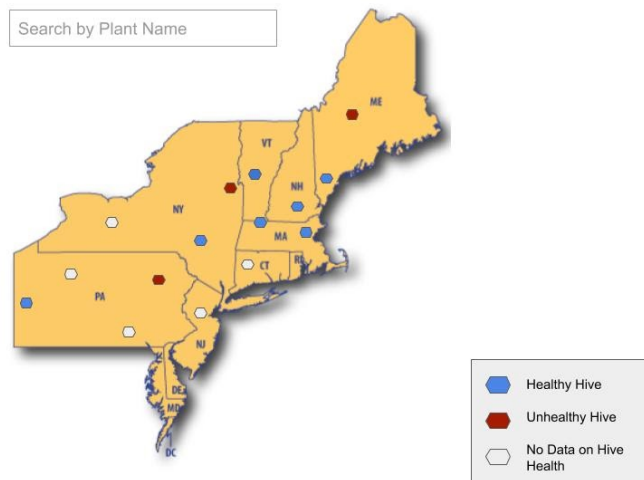 Search by Plant Name
ME
VT
NH
NY
MA
CT
RI
PA
NJ
DE
MD
DC
Healthy Hive
Unhealthy Hive
No Data on Hive
Health